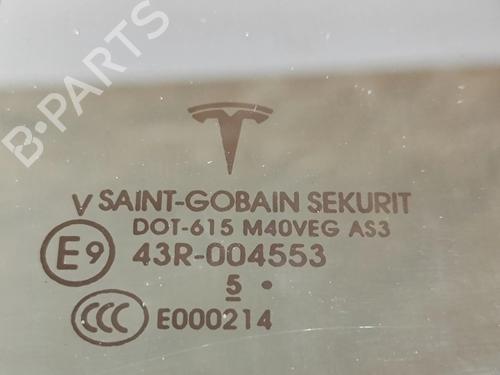 B-PARTS
V SAINT-GOBAIN SEKURIT
DOT-615 M40VEG AS3
E9 43R-004553
5 •
CCC E000214